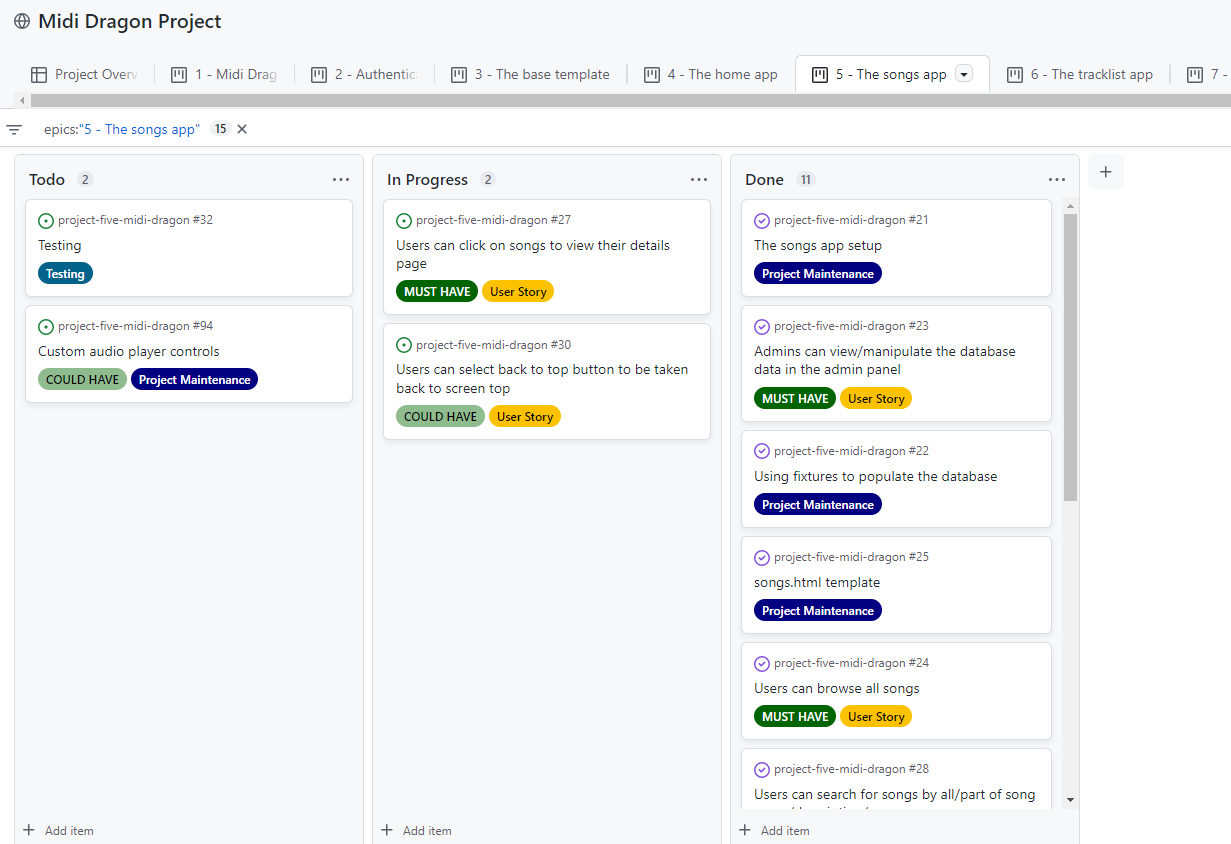 Midi Dragon Project
Project Overv
1 - Midi Drag
2 - Authentic
3 - The base template
4 - The home app
5 - The songs app
6 - The tracklist app
7 -
epics:"5 - The songs app" 15
Todo 2
project-five-midi-dragon #32
Testing
Testing
project-five-midi-dragon #94
Custom audio player controls
COULD HAVE Project Maintenance
Add item
In Progress 2
project-five-midi-dragon #27
Users can click on songs to view their details
page
MUST HAVE User Story
project-five-midi-dragon #30
Users can select back to top button to be taken
back to screen top
COULD HAVE User Story
Add item
Done 11
project-five-midi-dragon #21
The songs app setup
Project Maintenance
project-five-midi-dragon #23
Admins can view/manipulate the database
data in the admin panel
MUST HAVE User Story
project-five-midi-dragon #22
Using fixtures to populate the database
Project Maintenance
project-five-midi-dragon #25
songs.html template
Project Maintenance
project-five-midi-dragon #24
Users can browse all songs
MUST HAVE User Story
project-five-midi-dragon #28
Users can search for songs by all/part of song
Add item